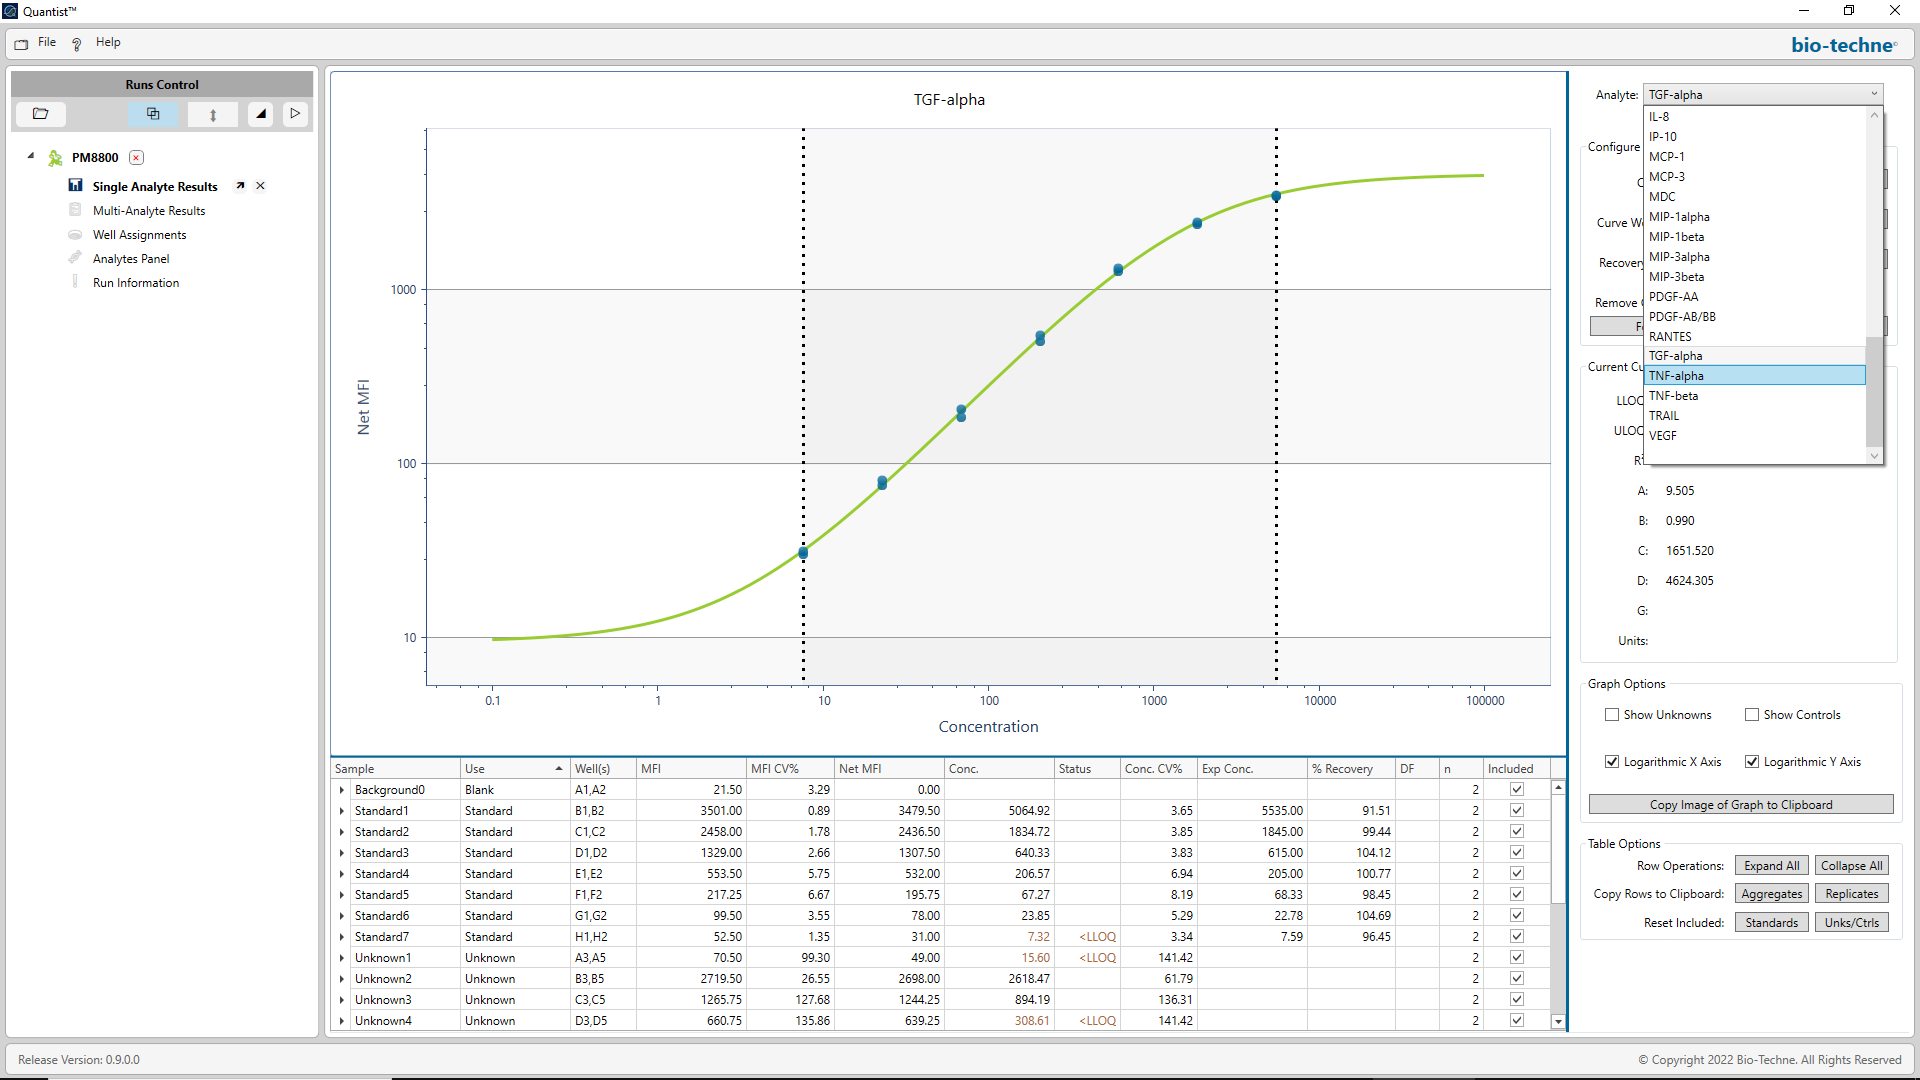 Quantist™
File Help
bio-techne
Runs Control
PM8800
Single Analyte Results
Multi-Analyte Results
Well Assignments
Analytes Panel
Run Information
TGF-alpha
Net MFI
1000
100
10
0.1 1 10 100 1000 10000 100000
Concentration
Sample Use Well(s) MFI MFI CV% Net MFI Conc. Status Conc. CV% Exp Conc. % Recovery DF n Included
Background0 Blank A1,A2 21.50 3.29 0.00 2
Standard1 Standard B1,B2 3501.00 0.89 3479.50 5064.92 3.65 5535.00 91.51 2
Standard2 Standard C1,C2 2458.00 1.78 2436.50 1834.72 3.85 1845.00 99.44 2
Standard3 Standard D1,D2 1329.00 2.66 1307.50 640.33 3.83 615.00 104.12 2
Standard4 Standard E1,E2 553.50 5.75 532.00 206.57 6.94 205.00 100.77 2
Standard5 Standard F1,F2 217.25 6.67 195.75 67.27 8.19 68.33 98.45 2
Standard6 Standard G1,G2 99.50 3.55 78.00 23.85 5.29 22.78 104.69 2
Standard7 Standard H1,H2 52.50 1.35 31.00 7.32 <LLOQ 3.34 7.59 96.45 2
Unknown1 Unknown A3,A5 70.50 99.30 49.00 15.60 <LLOQ 141.42 2
Unknown2 Unknown B3,B5 2719.50 26.55 2698.00 2618.47 61.79 2
Unknown3 Unknown C3,C5 1265.75 127.68 1244.25 894.19 136.31 2
Unknown4 Unknown D3,D5 660.75 135.86 639.25 308.61 <LLOQ 141.42 2
Analyte: TGF-alpha
IL-8
IP-10
MCP-1
MCP-3
MDC
MIP-1alpha
MIP-1beta
MIP-3alpha
MIP-3beta
PDGF-AA
PDGF-AB/BB
RANTES
TGF-alpha
TNF-alpha
TNF-beta
TRAIL
VEGF
Configure
Curve W
Recovery
Remove
Current Cu
LLOQ
ULOQ
A: 9.505
B: 0.990
C: 1651.520
D: 4624.305
G:
Units:
Graph Options
Show Unknowns Show Controls
Logarithmic X Axis Logarithmic Y Axis
Copy Image of Graph to Clipboard
Table Options
Row Operations: Expand All Collapse All
Copy Rows to Clipboard: Aggregates Replicates
Reset Included: Standards Unks/Ctrls
Release Version: 0.9.0.0
© Copyright 2022 Bio-Techne. All Rights Reserved